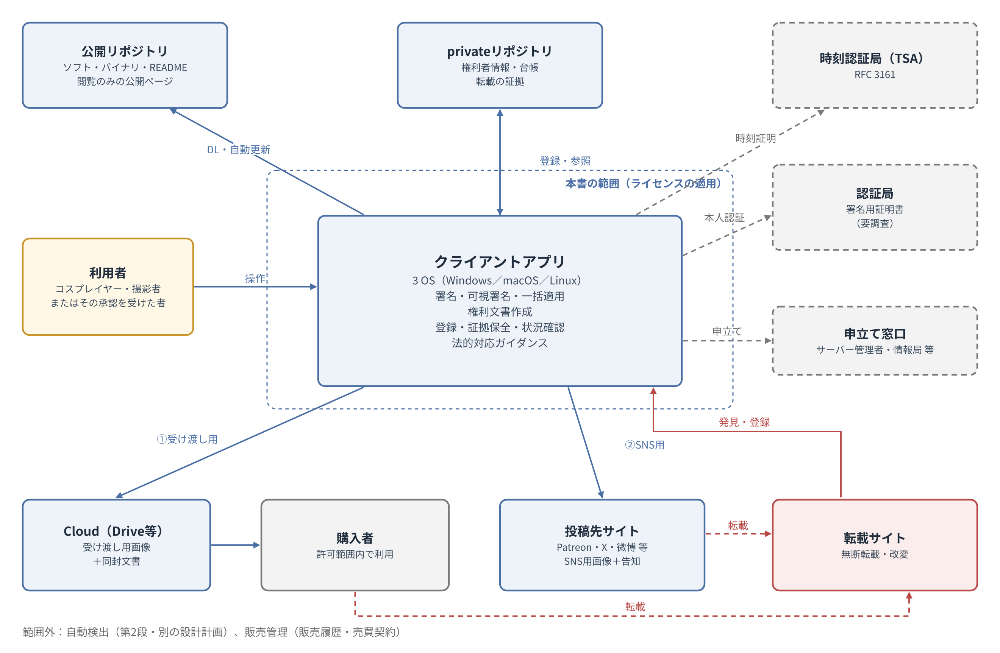 公開リポジトリ
ソフト・バイナリ・README
閲覧のみの公開ページ
privateリポジトリ
権利者情報・台帳
転載の証拠
時刻認証局（TSA）
RFC 3161
時刻証明
DL・自動更新
登録・参照
本書の範囲（ライセンスの適用）
認証局
署名用証明書
（要調査）
本人認証
クライアントアプリ
3 OS（Windows／macOS／Linux）
署名・可視署名・一括適用
権利文書作成
登録・証拠保全・状況確認
法的対応ガイダンス
利用者
コスプレイヤー・撮影者
またはその承認を受けた者
操作
申立て
申立て窓口
サーバー管理者・情報局 等
発見・登録
①受け渡し用
②SNS用
Cloud（Drive等）
受け渡し用画像
＋同封文書
購入者
許可範囲内で利用
投稿先サイト
Patreon・X・微博 等
SNS用画像＋告知
転載
転載サイト
無断転載・改変
転載
範囲外：自動検出（第2段・別の設計計画）、販売管理（販売履歴・売買契約）